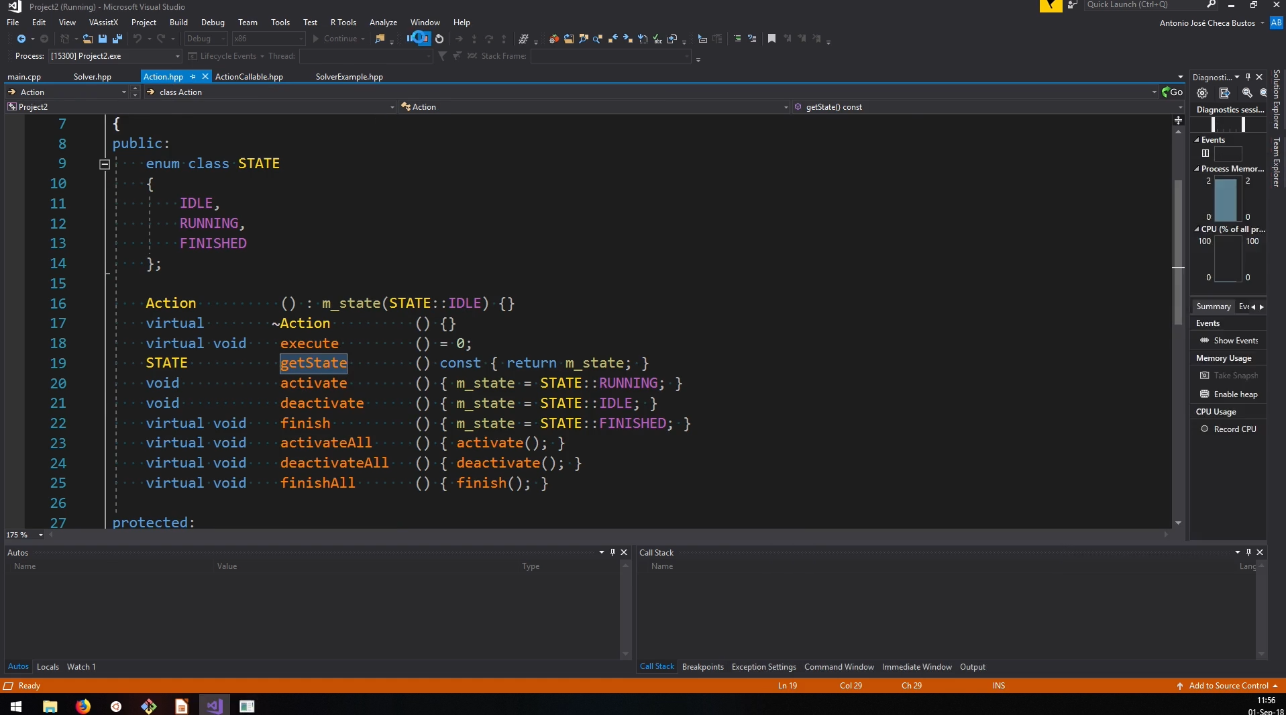 Project2 (Running) - Microsoft Visual Studio
Quick Launch (Ctrl+Q)
File Edit View VAssistX Project Build Debug Team Tools Test R Tools Analyze Window Help
Antonio José Checa Bustos AB
Debug x86 Continue
Process: [15300] Project2.exe Lifecycle Events Thread: Stack Frame:
main.cpp Solver.hpp Action.hpp ActionCallable.hpp SolverExample.hpp
Action class Action Go
Project2 Action getState() const
7 {
8 public:
9 enum class STATE
10 {
11 IDLE,
12 RUNNING,
13 FINISHED
14 };
15
16 Action () : m_state(STATE::IDLE) {}
17 virtual ~Action () {}
18 virtual void execute () = 0;
19 STATE getState () const { return m_state; }
20 void activate () { m_state = STATE::RUNNING; }
21 void deactivate () { m_state = STATE::IDLE; }
22 virtual void finish () { m_state = STATE::FINISHED; }
23 virtual void activateAll () { activate(); }
24 virtual void deactivateAll () { deactivate(); }
25 virtual void finishAll () { finish(); }
26
27 protected:
175 %
Diagnosti...
Diagnostics sessi...
Events
Process Memor...
2 2
0 0
CPU (% of all pr...
100 100
0 0
Summary Eve
Events
Show Events
Memory Usage
Take Snapsh
Enable heap
CPU Usage
Record CPU
Solution Explorer
Team Explorer
Autos
Name Value Type
Call Stack
Name Lang
Autos Locals Watch 1
Call Stack Breakpoints Exception Settings Command Window Immediate Window Output
Ready Ln 19 Col 29 Ch 29 INS Add to Source Control
11:56
01-Sep-18